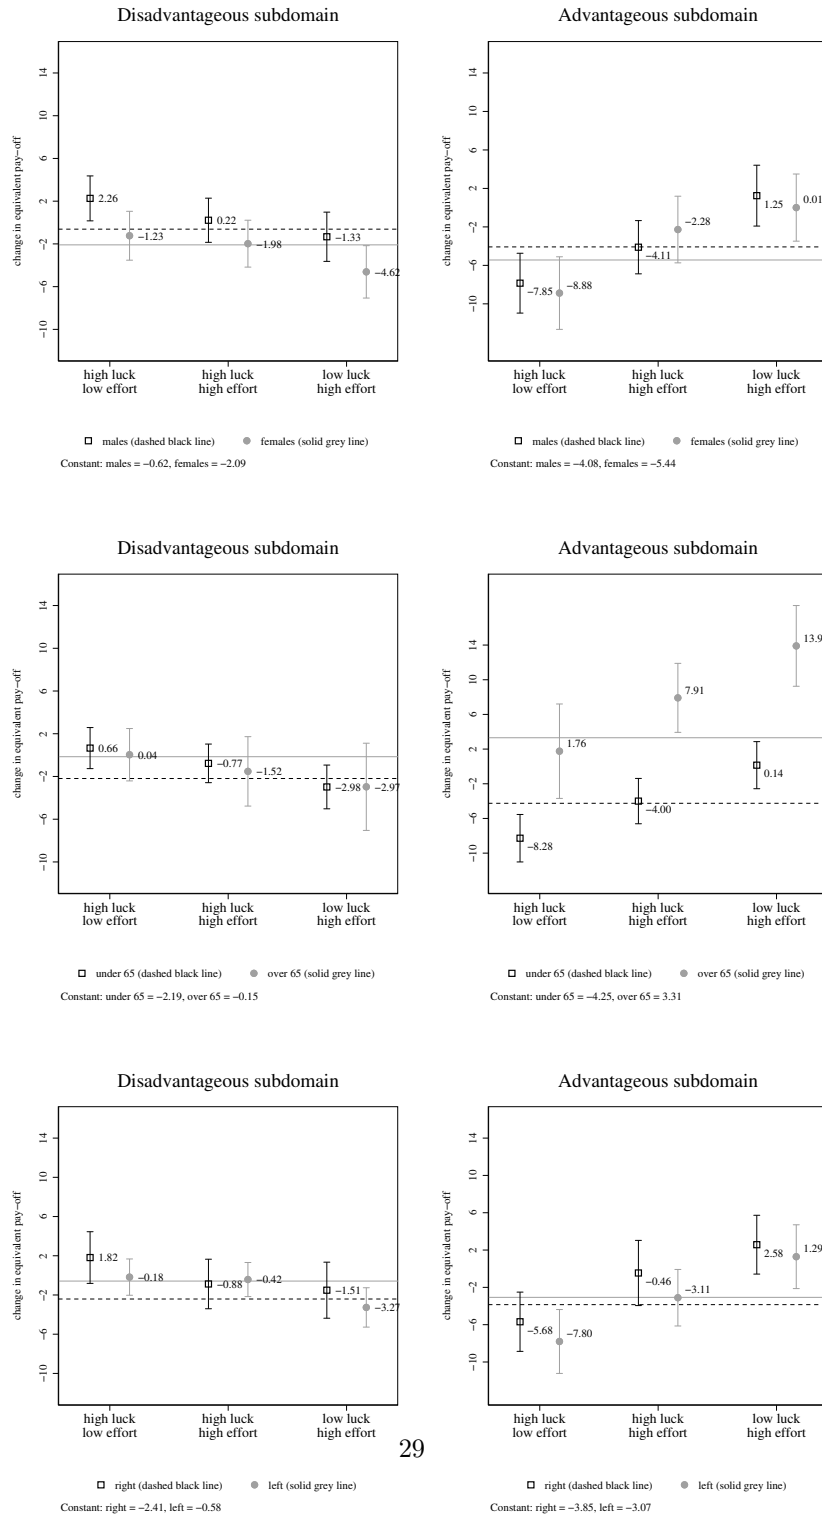 Disadvantageous subdomain
change in equivalent pay−off
14
10
6
2
−2
−6
−10
2.26
−1.23
0.22
−1.98
−1.33
−4.62
high luck
low effort
high luck
high effort
low luck
high effort
males (dashed black line)
females (solid grey line)
Constant: males = −0.62, females = −2.09
Advantageous subdomain
change in equivalent pay−off
14
10
6
2
−2
−6
−10
−7.85
−8.88
−4.11
−2.28
1.25
0.01
high luck
low effort
high luck
high effort
low luck
high effort
males (dashed black line)
females (solid grey line)
Constant: males = −4.08, females = −5.44
Disadvantageous subdomain
change in equivalent pay−off
14
10
6
2
−2
−6
−10
0.66
0.04
−0.77
−1.52
−2.98
−2.97
high luck
low effort
high luck
high effort
low luck
high effort
under 65 (dashed black line)
over 65 (solid grey line)
Constant: under 65 = −2.19, over 65 = −0.15
Advantageous subdomain
change in equivalent pay−off
14
10
6
2
−2
−6
−10
−8.28
1.76
−4.00
7.91
0.14
13.9
high luck
low effort
high luck
high effort
low luck
high effort
under 65 (dashed black line)
over 65 (solid grey line)
Constant: under 65 = −4.25, over 65 = 3.31
Disadvantageous subdomain
change in equivalent pay−off
14
10
6
2
−2
−6
−10
1.82
−0.18
−0.88
−0.42
−1.51
−3.27
high luck
low effort
high luck
high effort
low luck
high effort
right (dashed black line)
left (solid grey line)
Constant: right = −2.41, left = −0.58
Advantageous subdomain
change in equivalent pay−off
14
10
6
2
−2
−6
−10
−5.68
−7.80
−0.46
−3.11
2.58
1.29
high luck
low effort
high luck
high effort
low luck
high effort
right (dashed black line)
left (solid grey line)
Constant: right = −3.85, left = −3.07
29